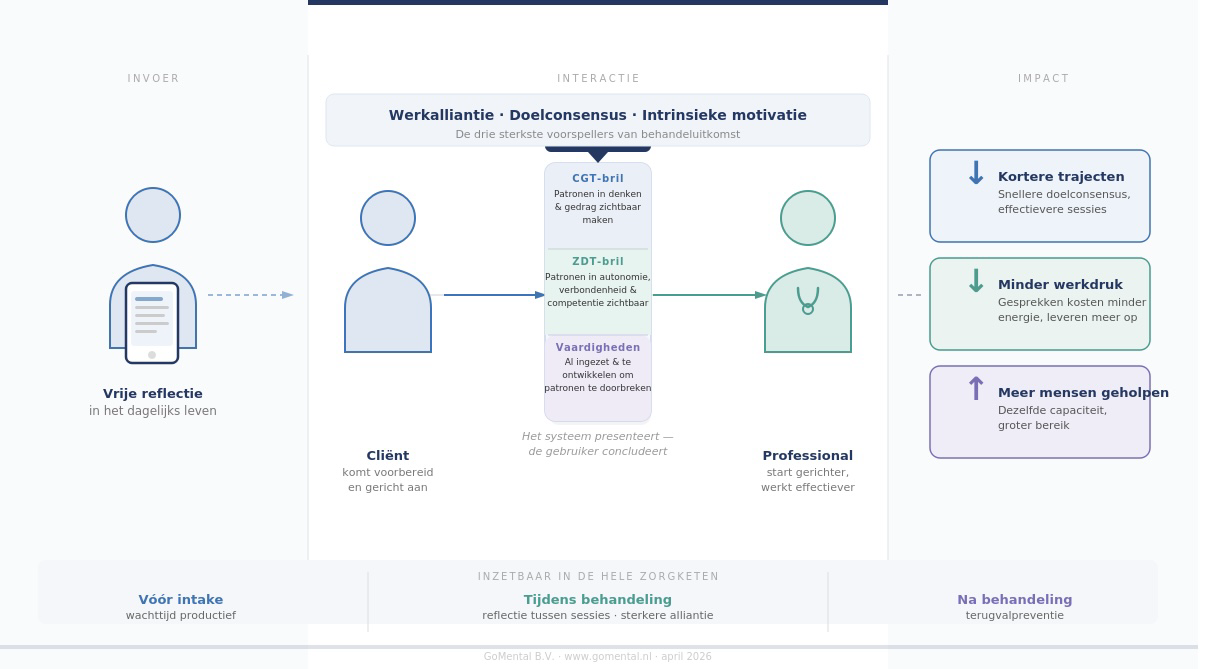 INVOER
INTERACTIE
IMPACT
Werkalliantie · Doelconsensus · Intrinsieke motivatie
De drie sterkste voorspellers van behandeluitkomst
Vrije reflectie
in het dagelijks leven
Cliënt
komt voorbereid
en gericht aan
CGT-bril
Patronen in denken
& gedrag zichtbaar
maken
ZDT-bril
Patronen in autonomie,
verbondenheid &
competentie zichtbaar
Vaardigheden
AI ingezet & te
ontwikkelen om
patronen te doorbreken
Het systeem presenteert —
de gebruiker concludeert
Professional
start gerichter,
werkt effectiever
↓ Kortere trajecten
Snellere doelconsensus,
effectievere sessies
↓ Minder werkdruk
Gesprekken kosten minder
energie, leveren meer op
↑ Meer mensen geholpen
Dezelfde capaciteit,
groter bereik
INZETBAAR IN DE HELE ZORGKETEN
Vóór intake
wachttijd productief
Tijdens behandeling
reflectie tussen sessies · sterkere alliantie
Na behandeling
terugvalpreventie
GoMental B.V. · www.gomental.nl · april 2026